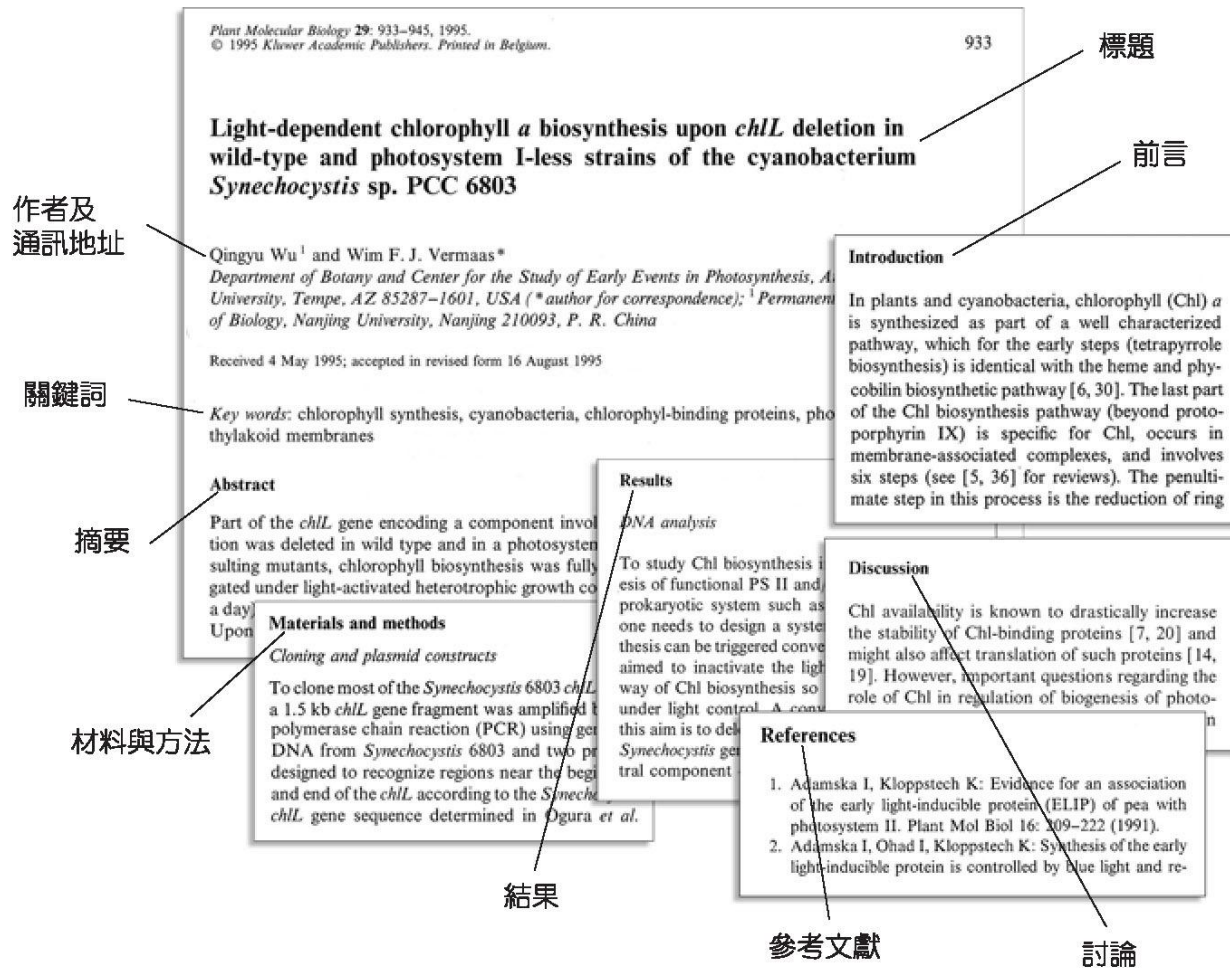 Plant Molecular Biology 29: 933–945, 1995.
© 1995 Kluwer Academic Publishers. Printed in Belgium.
933
標題
Light-dependent chlorophyll a biosynthesis upon chlL deletion in
wild-type and photosystem I-less strains of the cyanobacterium
Synechocystis sp. PCC 6803
前言
作者及
通訊地址
Qingyu Wu¹ and Wim F. J. Vermaas*
Department of Botany and Center for the Study of Early Events in Photosynthesis,
University, Tempe, AZ 85287–1601, USA (*author for correspondence); ¹Permanent
of Biology, Nanjing University, Nanjing 210093, P. R. China
Received 4 May 1995; accepted in revised form 16 August 1995
關鍵詞
Key words: chlorophyll synthesis, cyanobacteria, chlorophyl-binding proteins,
thylakoid membranes
Introduction
In plants and cyanobacteria, chlorophyll (Chl) a
is synthesized as part of a well characterized
pathway, which for the early steps (tetrapyrrole
biosynthesis) is identical with the heme and phy-
cobilin biosynthetic pathway [6, 30]. The last part
of the Chl biosynthesis pathway (beyond proto-
porphyrin IX) is specific for Chl, occurs in
membrane-associated complexes, and involves
six steps (see [5, 36] for reviews). The penulti-
mate step in this process is the reduction of ring
摘要
Abstract
Part of the chlL gene encoding a component invol
tion was deleted in wild type and in a photosystem
sulting mutants, chlorophyll biosynthesis was fully
gated under light-activated heterotrophic growth co
a day)
Upon
材料與方法
Materials and methods
Cloning and plasmid constructs
To clone most of the Synechocystis 6803 chlL
a 1.5 kb chlL gene fragment was amplified b
polymerase chain reaction (PCR) using gen
DNA from Synechocystis 6803 and two pr
designed to recognize regions near the begi
and end of the chlL according to the Synecho
chlL gene sequence determined in Ogura et al.
Results
DNA analysis
To study Chl biosynthesis i
esis of functional PS II and/
prokaryotic system such as
one needs to design a syste
thesis can be triggered conve
aimed to inactivate the ligh
way of Chl biosynthesis so
under light control. A conv
this aim is to del
Synechocystis gen
tral component
結果
Discussion
Chl availability is known to drastically increase
the stability of Chl-binding proteins [7, 20] and
might also affect translation of such proteins [14,
19]. However, important questions regarding the
role of Chl in regulation of biogenesis of photo-
References
1. Adamska I, Kloppstech K: Evidence for an association
of the early light-inducible protein (ELIP) of pea with
photosystem II. Plant Mol Biol 16: 209–222 (1991).
2. Adamska I, Ohad I, Kloppstech K: Synthesis of the early
light-inducible protein is controlled by blue light and re-
參考文獻
討論